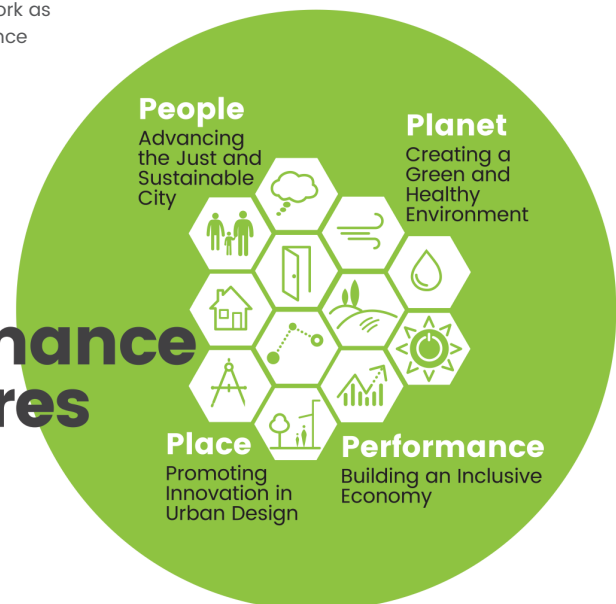 ork as
nce
People
Advancing
the Just and
Sustainable
City
Planet
Creating a
Green and
Healthy
Environment
nance
res
Place
Promoting
Innovation in
Urban Design
Performance
Building an Inclusive
Economy